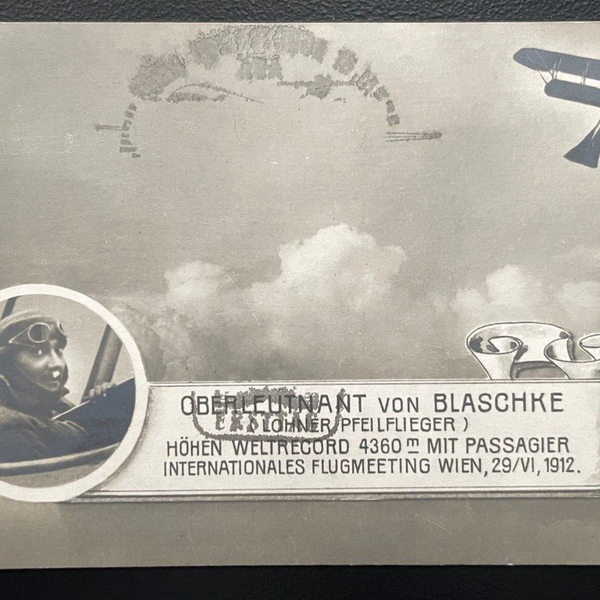 OBERLEUTNANT VON BLASCHKE
(LOHNER PFEILFLIEGER)
HÖHEN WELTRECORD 4360 m MIT PASSAGIER
INTERNATIONALES FLUGMEETING WIEN, 29/VI, 1912.